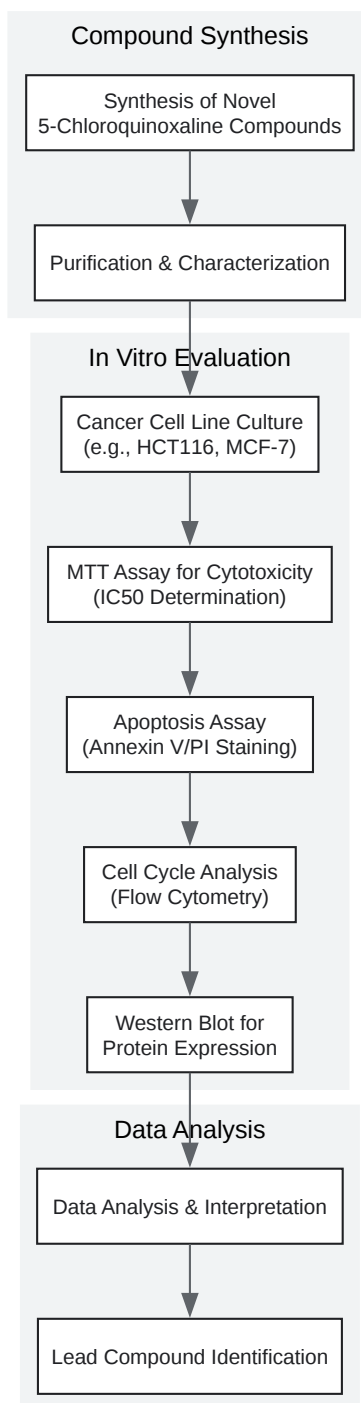 Compound Synthesis
Synthesis of Novel
5-Chloroquinoxaline Compounds
Purification & Characterization
In Vitro Evaluation
Cancer Cell Line Culture
(e.g., HCT116, MCF-7)
MTT Assay for Cytotoxicity
(IC50 Determination)
Apoptosis Assay
(Annexin V/PI Staining)
Cell Cycle Analysis
(Flow Cytometry)
Western Blot for
Protein Expression
Data Analysis
Data Analysis & Interpretation
Lead Compound Identification